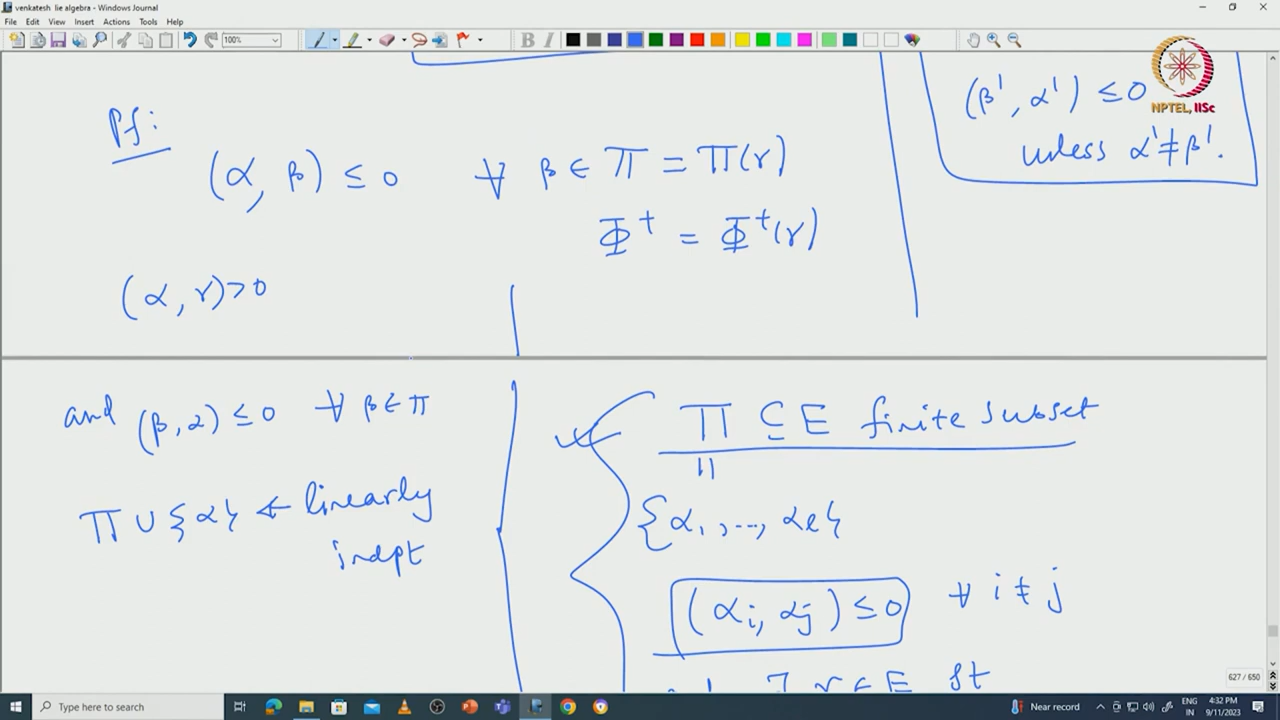 venkatesh lie algebra - Windows Journal
File Edit View Insert Actions Tools Help
100%
B I
NPTEL, IISc
Pf:
(α, β) ≤ 0 ∀ β ∈ Π = Π(γ)
Φ⁺ = Φ⁺(γ)
(α, γ) > 0
(β', α') ≤ 0
unless α' ≠ β'.
and (β, α) ≤ 0 ∀ β ∈ Π
Π ∪ {α} ← linearly
indpt
Π ⊆ E finite subset
||
{α₁, ..., αℓ}
(αi, αj) ≤ 0 ∀ i ≠ j
∃ γ ∈ E st
627 / 650
Type here to search
Near record
ENG
IN
4:32 PM
9/11/2023